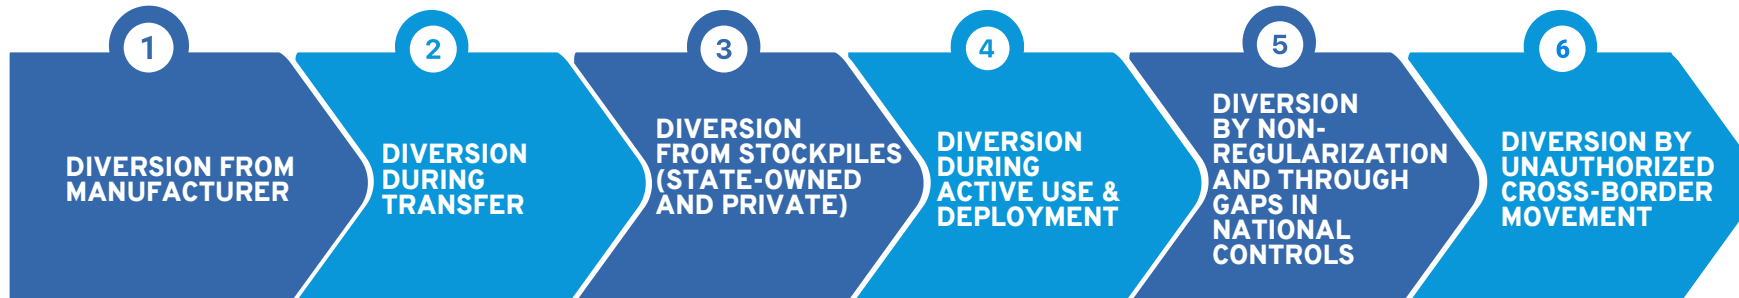 1
DIVERSION FROM
MANUFACTURER
2
DIVERSION
DURING
TRANSFER
3
DIVERSION
FROM STOCKPILES
(STATE-OWNED
AND PRIVATE)
4
DIVERSION
DURING
ACTIVE USE &
DEPLOYMENT
5
DIVERSION
BY NON-
REGULARIZATION
AND THROUGH
GAPS IN
NATIONAL
CONTROLS
6
DIVERSION BY
UNAUTHORIZED
CROSS-BORDER
MOVEMENT